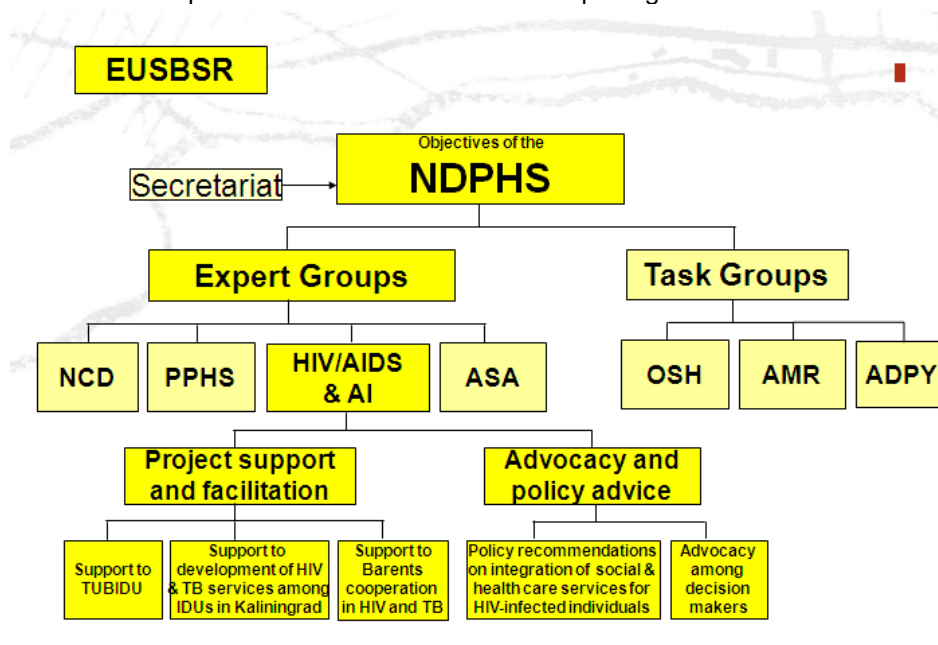 EUSBSR
Objectives of the
NDPHS
Secretariat
Expert Groups
Task Groups
NCD
PPHS
HIV/AIDS
& AI
ASA
OSH
AMR
ADPY
Project support
and facilitation
Advocacy and
policy advice
Support to
TUBIDU
Support to
development of HIV
& TB services among
IDUs in Kaliningrad
Support to
Barents
cooperation
in HIV and TB
Policy recommendations
on integration of social &
health care services for
HIV-infected individuals
Advocacy
among
decision
makers